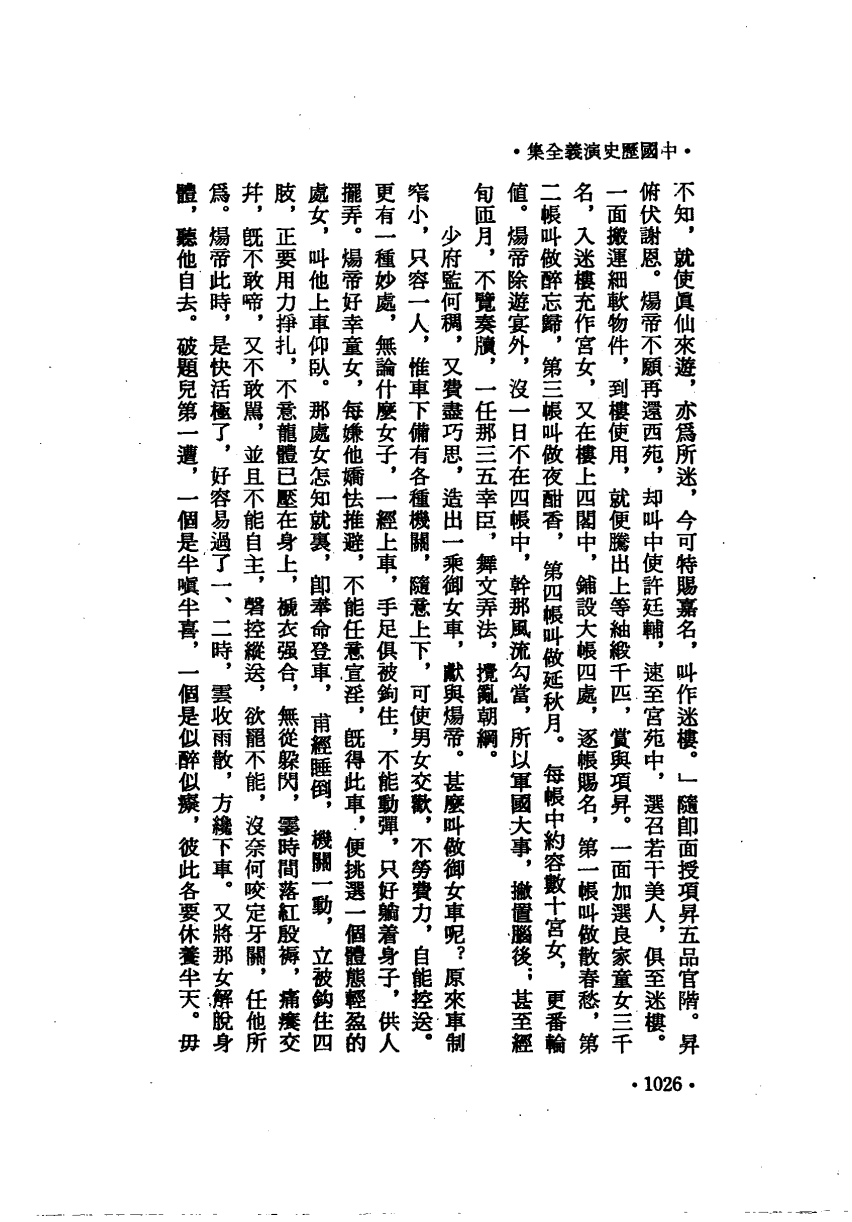 •中國歷史演義全集•
不知，就使眞仙來遊，亦爲所迷，今可特賜嘉名，叫作迷樓。」隨卽面授項昇五品官階。昇
俯伏謝恩。煬帝不願再還西苑，却叫中使許廷輔，速至宮苑中，選召若干美人，俱至迷樓。
一面搬運細軟物件，到樓使用，就便騰出上等紬緞千匹，賞與項昇。一面加選良家童女三千
名，入迷樓充作宮女，又在樓上四閣中，鋪設大帳四處，逐帳賜名，第一帳叫做散春愁，第
二帳叫做醉忘歸，第三帳叫做夜酣香，第四帳叫做延秋月。每帳中約容數十宮女，更番輪
値。煬帝除遊宴外，沒一日不在四帳中，幹那風流勾當，所以軍國大事，撇置腦後；甚至經
旬匝月，不覽奏牘，一任那三五幸臣，舞文弄法，攪亂朝綱。
少府監何稠，又費盡巧思，造出一乘御女車，獻與煬帝。甚麼叫做御女車呢？原來車制
窄小，只容一人，惟車下備有各種機關，隨意上下，可使男女交歡，不勞費力，自能控送。
更有一種妙處，無論什麼女子，一經上車，手足俱被鈎住，不能動彈，只好躺着身子，供人
擺弄。煬帝好幸童女，每嫌他嬌怯推避，不能任意宣淫，旣得此車，便挑選一個體態輕盈的
處女，叫他上車仰臥。那處女怎知就裏，卽奉命登車，甫經睡倒，機關一動，立被鈎住四
肢，正要用力掙扎，不意龍體已壓在身上，襯衣强合，無從躲閃，霎時間落紅殷褥，痛癢交
幷，旣不敢啼，又不敢駡，並且不能自主，磬控縱送，欲罷不能，沒奈何咬定牙關，任他所
爲。煬帝此時，是快活極了，好容易過了一、二時，雲收雨散，方纔下車。又將那女解脫身
體，聽他自去。破題兒第一遭，一個是半嗔半喜，一個是似醉似癡，彼此各要休養半天。毋
•1026•